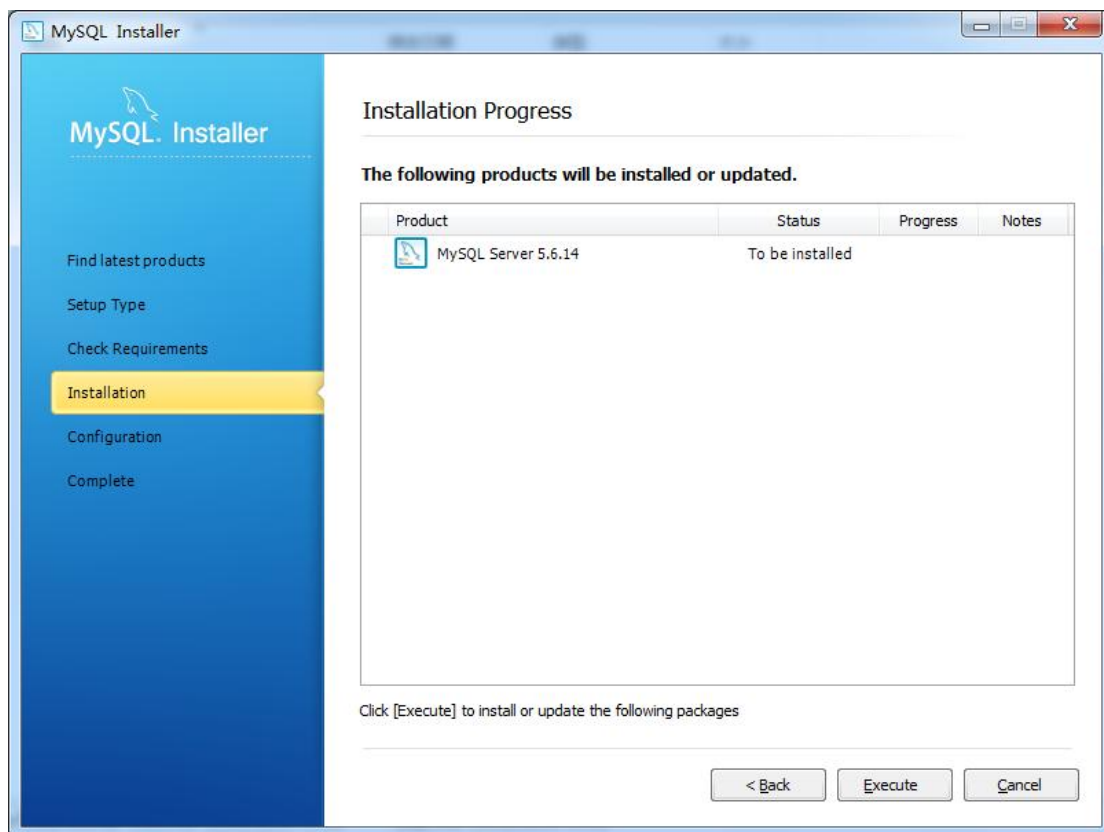 MySQL Installer
MySQL. Installer
Find latest products
Setup Type
Check Requirements
Installation
Configuration
Complete
Installation Progress
The following products will be installed or updated.
Product Status Progress Notes
MySQL Server 5.6.14 To be installed
Click [Execute] to install or update the following packages
< Back Execute Cancel